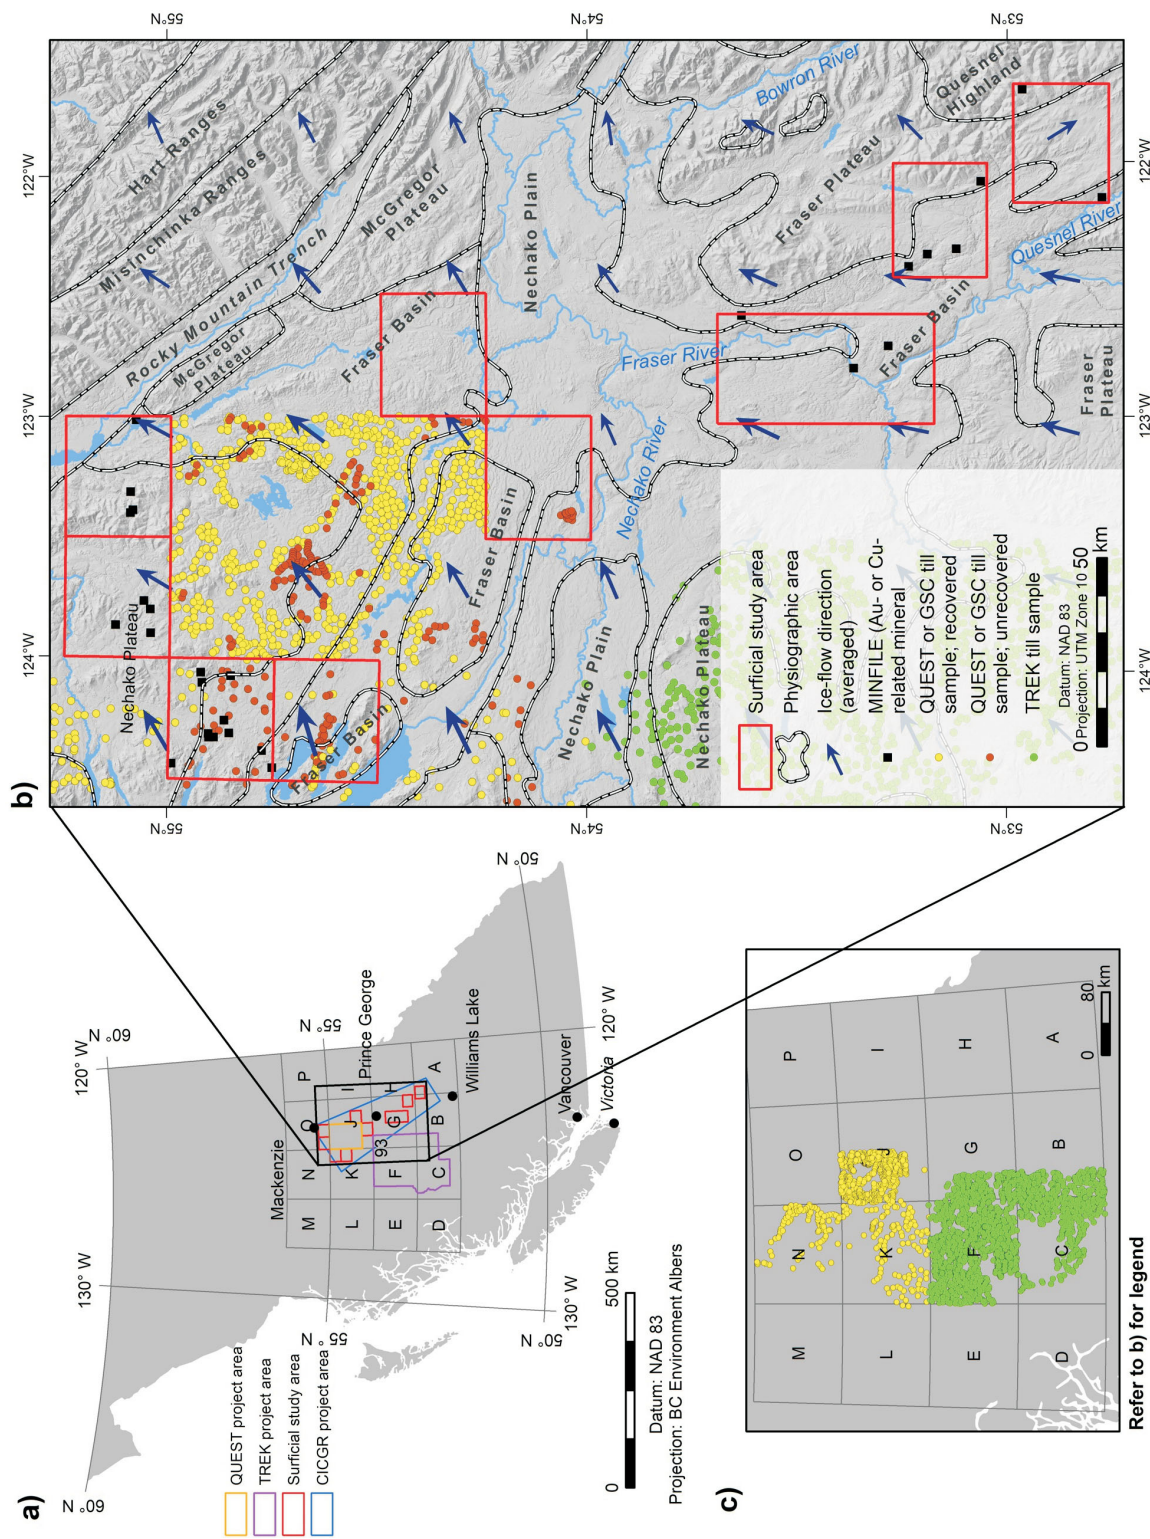 a)
QUEST project area
TREK project area
Surficial study area
CICGR project area
60° N
130° W
120° W
60° N
55° N
55° N
50° N
50° N
130° W
120° W
Mackenzie
Prince George
Williams Lake
Vancouver
Victoria
M
N
O
P
L
K
J
I
E
F
G
H
D
C
B
A
93
0
500 km
Datum: NAD 83
Projection: BC Environment Albers
b)
124°W
123°W
122°W
55°N
55°N
54°N
54°N
53°N
53°N
124°W
123°W
122°W
Nechako Plateau
Rocky Mountain Trench
Misinchinka Ranges
Hart Ranges
McGregor
Plateau
McGregor
Plateau
Fraser Basin
Fraser Basin
Fraser Basin
Nechako Plain
Nechako Plain
Nechako Plateau
Nechako River
Fraser River
Bowron River
Fraser Plateau
Quesnel
Highland
Quesnel River
Fraser Basin
Fraser
Plateau
Surficial study area
Physiographic area
Ice-flow direction
(averaged)
MINFILE (Au- or Cu-
related mineral
QUEST or GSC till
sample; recovered
QUEST or GSC till
sample; unrecovered
TREK till sample
Datum: NAD 83
Projection: UTM Zone 10
0
50
km
c)
M
N
O
P
L
K
J
I
E
F
G
H
D
C
B
A
0
80
km
Refer to b) for legend